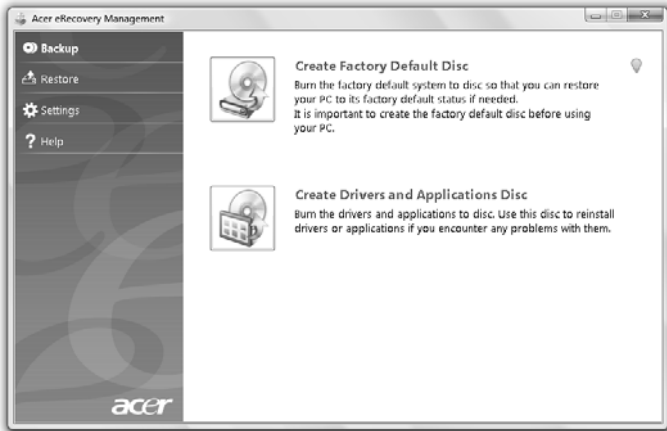 Acer eRecovery Management
Backup
Restore
Settings
? Help
Create Factory Default Disc
Burn the factory default system to disc so that you can restore
your PC to its factory default status if needed.
It is important to create the factory default disc before using
your PC.
Create Drivers and Applications Disc
Burn the drivers and applications to disc. Use this disc to reinstall
drivers or applications if you encounter any problems with them.
acer